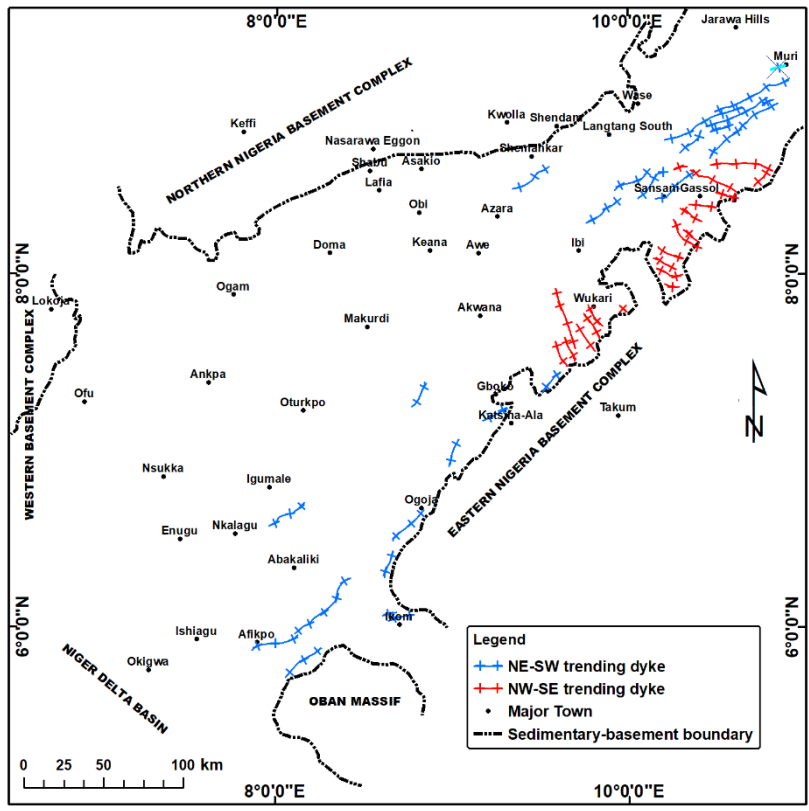 8°0'0"E
10°0'0"E
Jarawa Hills
Muri
Wase
NORTHERN NIGERIA BASEMENT COMPLEX
Keffi
Kwolla
Shendam
Langtang South
Nasarawa Eggon
Shemankar
Shabu
Asakio
Lafia
Sansam
Gassol
Obi
Azara
Doma
Keana
Awe
Ibi
8°0'0"N
8°0'0"N
Ogam
Lokoja
Wukari
Akwana
Makurdi
WESTERN BASEMENT COMPLEX
Ankpa
Gboko
Ofu
Oturkpo
Katsina-Ala
Takum
EASTERN NIGERIA BASEMENT COMPLEX
N
Nsukka
Igumale
Ogoja
Enugu
Nkalagu
Abakaliki
6°0'0"N
6°0'0"N
Ikom
Ishiagu
Afikpo
Okigwa
NIGER DELTA BASIN
OBAN MASSIF
Legend
NE-SW trending dyke
NW-SE trending dyke
Major Town
Sedimentary-basement boundary
0 25 50 100 km
8°0'0"E
10°0'0"E